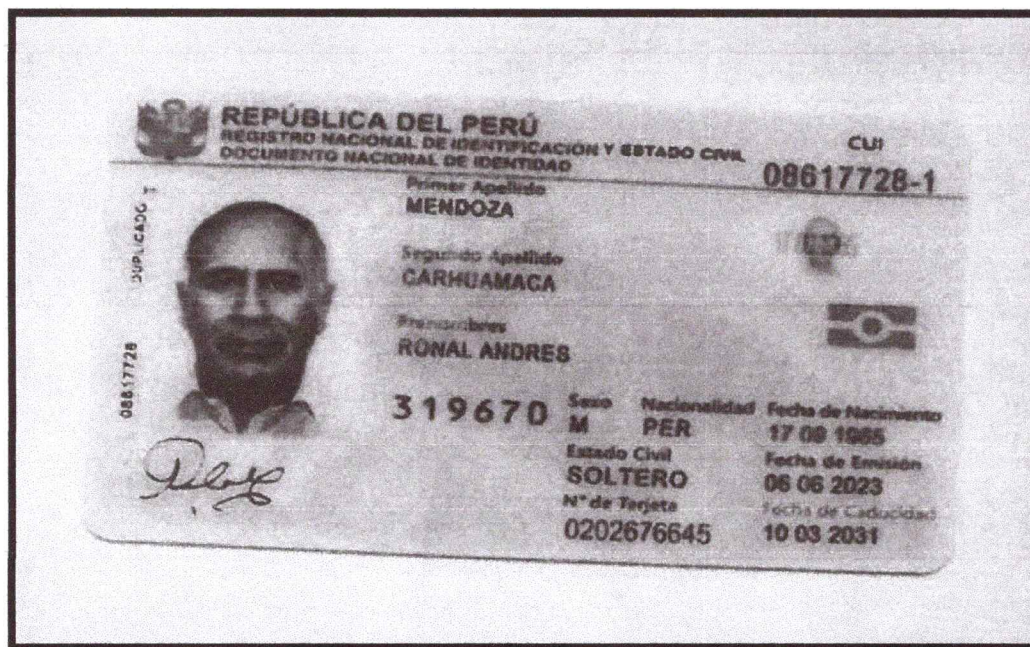 REPÚBLICA DEL PERÚ
REGISTRO NACIONAL DE IDENTIFICACION Y ESTADO CIVIL
DOCUMENTO NACIONAL DE IDENTIDAD
CUI
08617728-1
DUPLICADO
08617728
Primer Apellido
MENDOZA
Segundo Apellido
CARHUAMACA
Prenombres
RONAL ANDRES
319670
Sexo
M
Nacionalidad
PER
Fecha de Nacimiento
17 1965
Estado Civil
SOLTERO
Fecha de Emisión
06 06 2023
N° de Tarjeta
0202676645
Fecha de Caducidad
10 03 2031